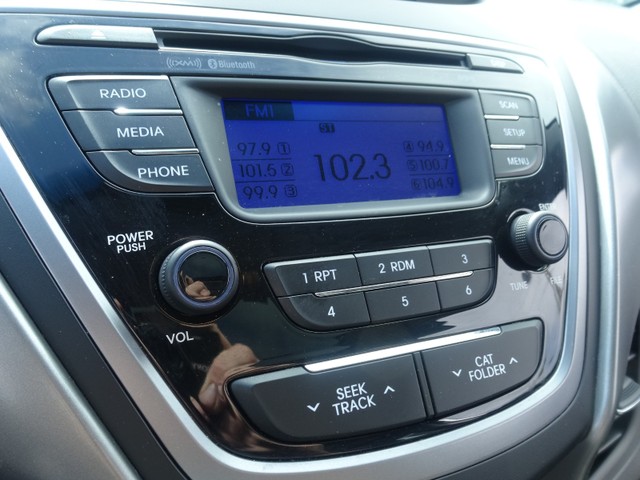 ((XM)) Bluetooth
RADIO
MEDIA
PHONE
FM1
ST
97.9 1
101.5 2
99.9 3
102.3
4 94.9
5 100.7
6 104.9
SCAN
SETUP
MENU
POWER
PUSH
VOL
1 RPT
2 RDM
3
4
5
6
TUNE
SEEK
TRACK
CAT
FOLDER